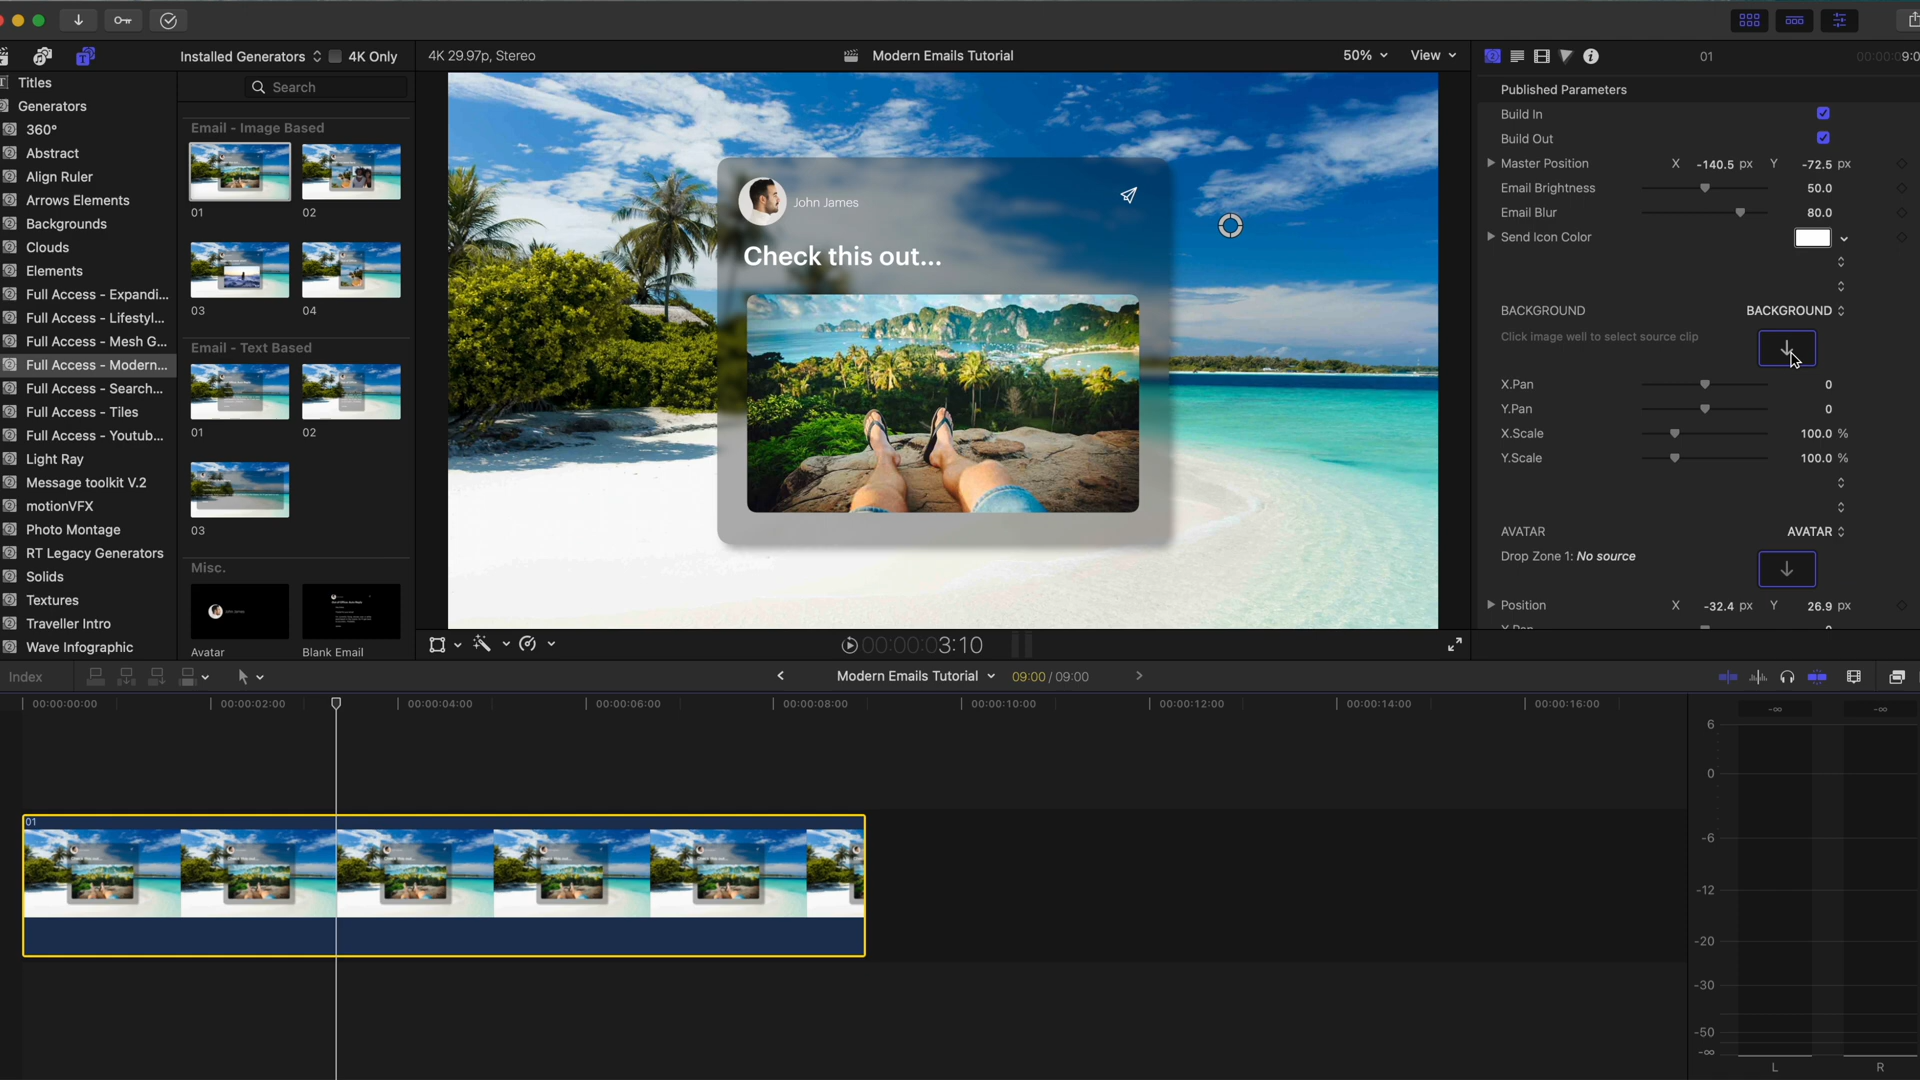 Installed Generators
4K Only
4K 29.97p, Stereo
Modern Emails Tutorial
50%
View
01
9:0
Titles
Generators
360°
Abstract
Align Ruler
Arrows Elements
Backgrounds
Clouds
Elements
Full Access - Expandi...
Full Access - Lifestyl...
Full Access - Mesh G...
Full Access - Modern...
Full Access - Search...
Full Access - Tiles
Full Access - Youtub...
Light Ray
Message toolkit V.2
motionVFX
Photo Montage
RT Legacy Generators
Solids
Textures
Traveller Intro
Wave Infographic
Search
Email - Image Based
01
02
03
04
Email - Text Based
01
02
03
Misc.
Avatar
Blank Email
John James
Check this out...
00:00:03:10
Published Parameters
Build In
Build Out
Master Position X -140.5 px Y -72.5 px
Email Brightness 50.0
Email Blur 80.0
Send Icon Color
BACKGROUND BACKGROUND
Click image well to select source clip
X.Pan 0
Y.Pan 0
X.Scale 100.0 %
Y.Scale 100.0 %
AVATAR AVATAR
Drop Zone 1: No source
Position X -32.4 px Y 26.9 px
Index
Modern Emails Tutorial
09:00 / 09:00
00:00:00:00
00:00:02:00
00:00:04:00
00:00:06:00
00:00:08:00
00:00:10:00
00:00:12:00
00:00:14:00
00:00:16:00
01
-∞
-∞
6
0
-6
-12
-20
-30
-50
-∞
L
R